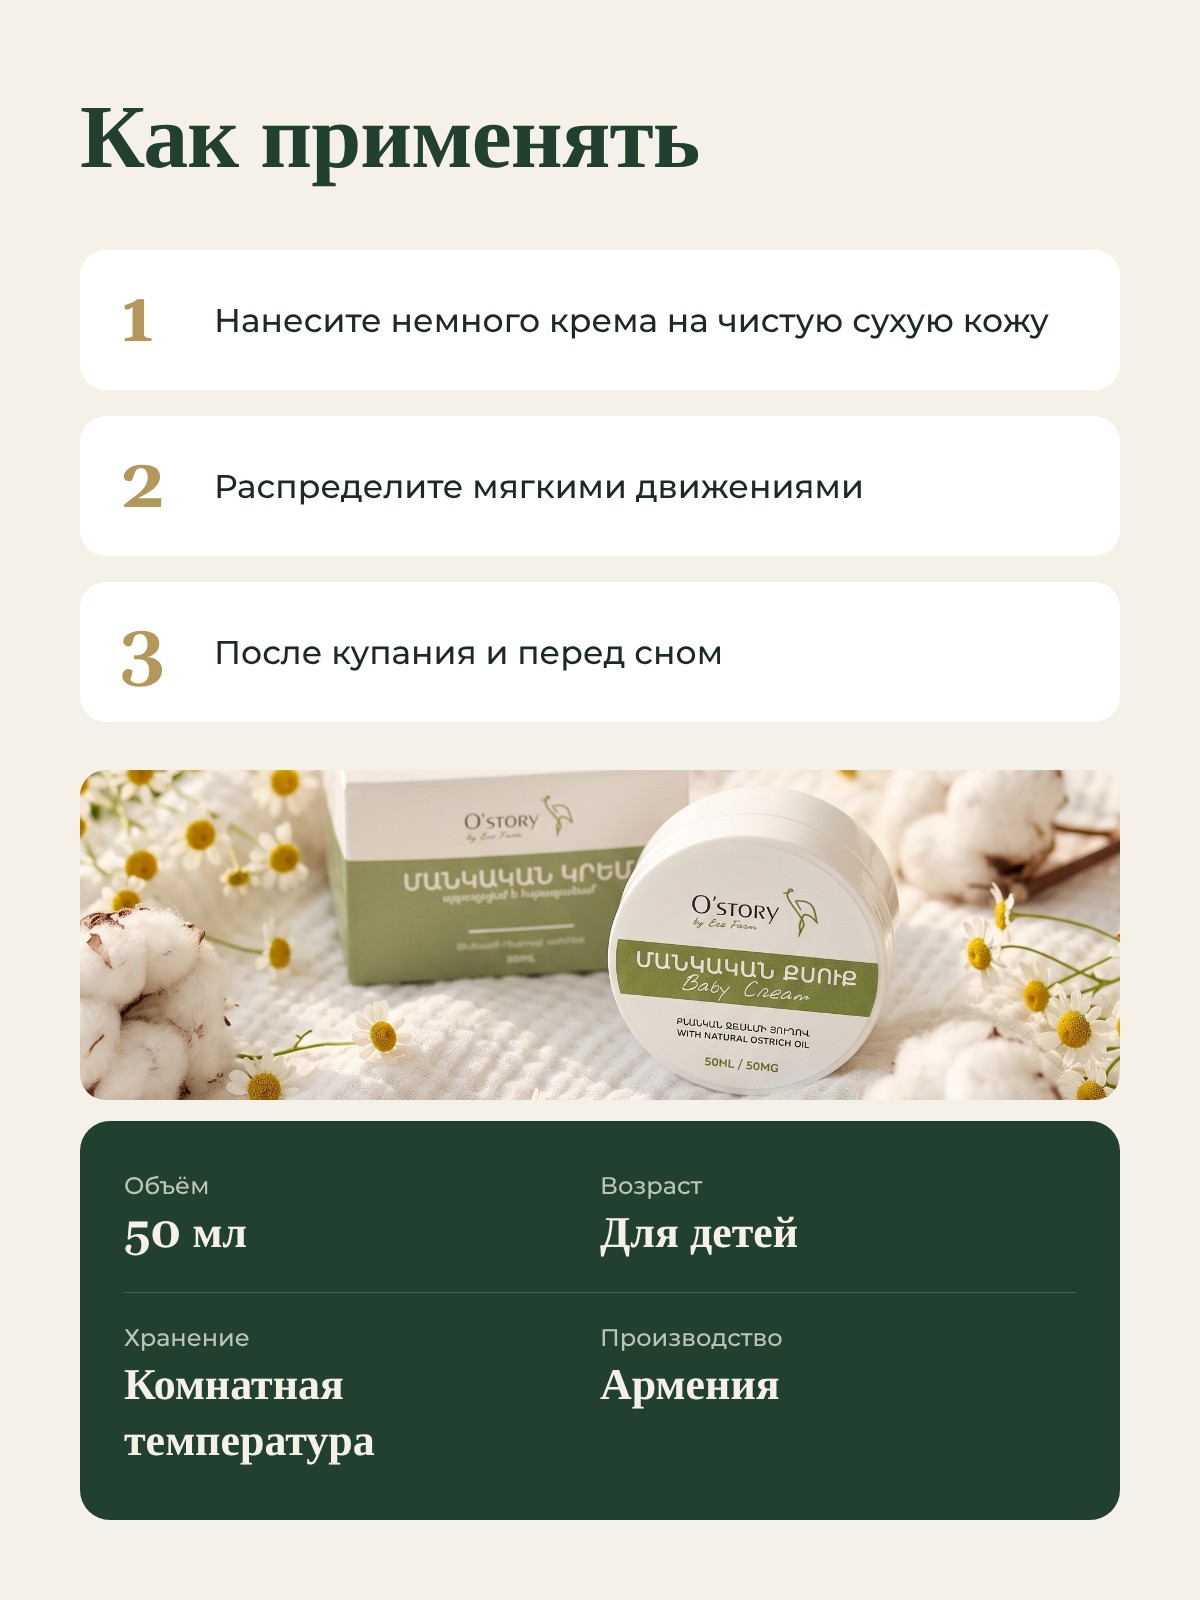 Как применять
1 Нанесите немного крема на чистую сухую кожу
2 Распределите мягкими движениями
3 После купания и перед сном
O'STORY
by Eco Farm
ՄԱՆԿԱԿԱՆ ԿՐԵՄ
50ML
O'STORY
by Eco Farm
ՄԱՆԿԱԿԱՆ ՔՍՈՒՔ
Baby Cream
WITH NATURAL OSTRICH OIL
50ML / 50MG
Объём
50 мл
Возраст
Для детей
Хранение
Комнатная
температура
Производство
Армения